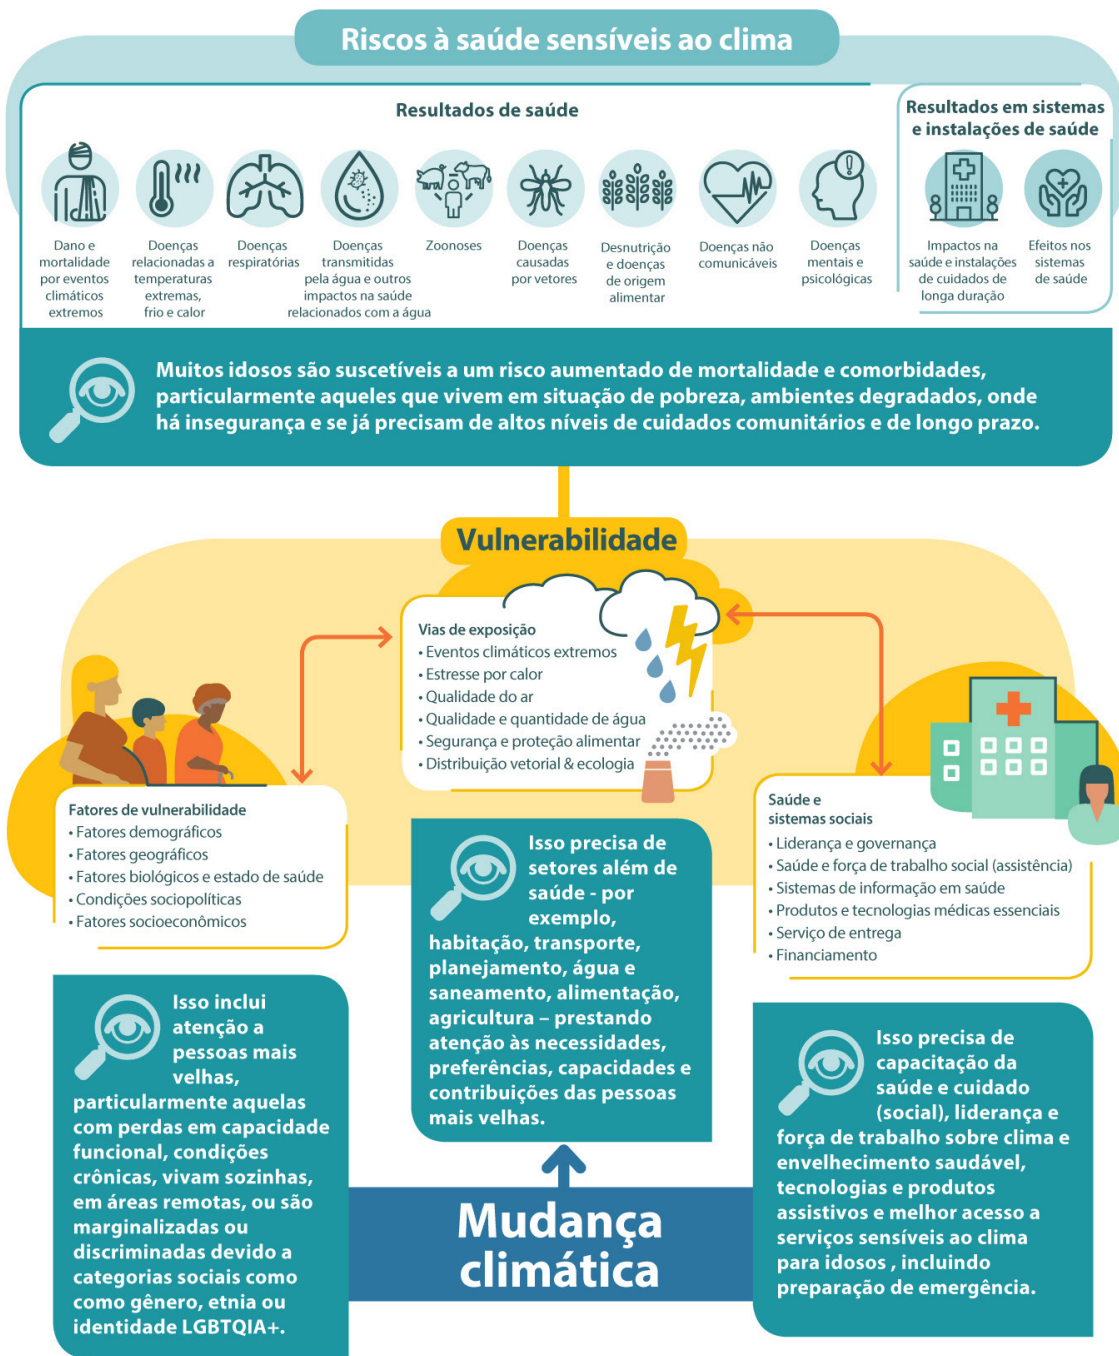 Riscos à saúde sensíveis ao clima
Resultados de saúde
Dano e
mortalidade
por eventos
climáticos
extremos
Doenças
relacionadas a
temperaturas
extremas,
frio e calor
Doenças
respiratórias
Doenças
transmitidas
pela água e outros
impactos na saúde
relacionados com a água
Zoonoses
Doenças
causadas
por vetores
Desnutrição
e doenças
de origem
alimentar
Doenças não
comunicáveis
Doenças
mentais e
psicológicas
Resultados em sistemas
e instalações de saúde
Impactos na
saúde e instalações
de cuidados de
longa duração
Efeitos nos
sistemas
de saúde
Muitos idosos são suscetíveis a um risco aumentado de mortalidade e comorbidades,
particularmente aqueles que vivem em situação de pobreza, ambientes degradados, onde
há insegurança e se já precisam de altos níveis de cuidados comunitários e de longo prazo.
Vulnerabilidade
Vias de exposição
• Eventos climáticos extremos
• Estresse por calor
• Qualidade do ar
• Qualidade e quantidade de água
• Segurança e proteção alimentar
• Distribuição vetorial & ecologia
Fatores de vulnerabilidade
• Fatores demográficos
• Fatores geográficos
• Fatores biológicos e estado de saúde
• Condições sociopolíticas
• Fatores socioeconômicos
Saúde e
sistemas sociais
• Liderança e governança
• Saúde e força de trabalho social (assistência)
• Sistemas de informação em saúde
• Produtos e tecnologias médicas essenciais
• Serviço de entrega
• Financiamento
Isso inclui
atenção a
pessoas mais
velhas,
particularmente aquelas
com perdas em capacidade
funcional, condições
crônicas, vivam sozinhas,
em áreas remotas, ou são
marginalizadas ou
discriminadas devido a
categorias sociais como
como gênero, etnia ou
identidade LGBTQIA+.
Isso precisa de
setores além de
saúde - por
exemplo,
habitação, transporte,
planejamento, água e
saneamento, alimentação,
agricultura – prestando
atenção às necessidades,
preferências, capacidades e
contribuições das pessoas
mais velhas.
Isso precisa de
capacitação da
saúde e cuidado
(social), liderança e
força de trabalho sobre clima e
envelhecimento saudável,
tecnologias e produtos
assistivos e melhor acesso a
serviços sensíveis ao clima
para idosos , incluindo
preparação de emergência.
Mudança
climática